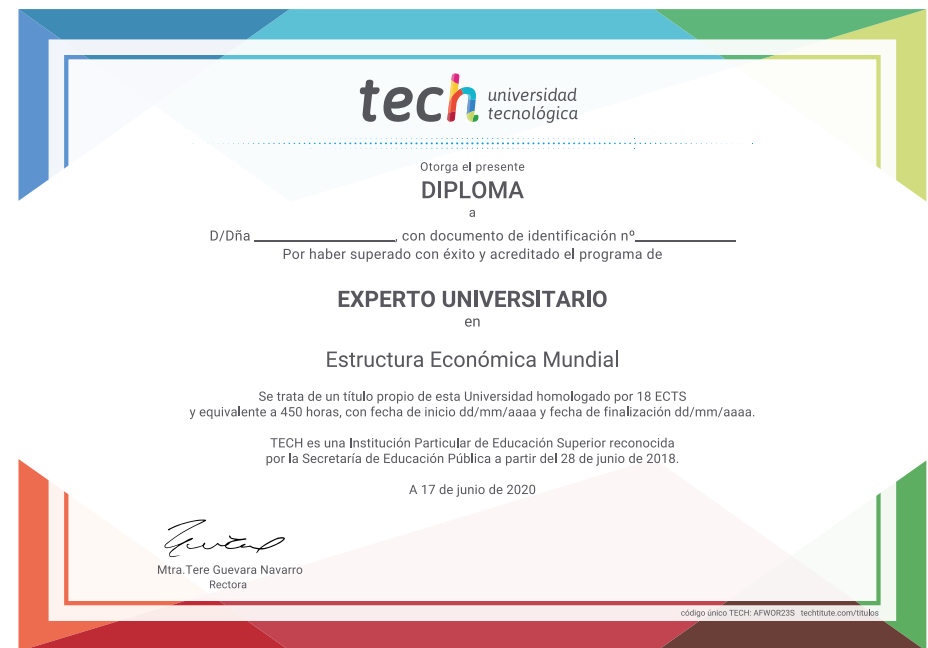 tech universidad
tecnológica
Otorga el presente
DIPLOMA
a
D/Dña ____________, con documento de identificación nº____________
Por haber superado con éxito y acreditado el programa de
EXPERTO UNIVERSITARIO
en
Estructura Económica Mundial
Se trata de un título propio de esta Universidad homologado por 18 ECTS
y equivalente a 450 horas, con fecha de inicio dd/mm/aaaa y fecha de finalización dd/mm/aaaa.
TECH es una Institución Particular de Educación Superior reconocida
por la Secretaría de Educación Pública a partir del 28 de junio de 2018.
A 17 de junio de 2020
Mtra.Tere Guevara Navarro
Rectora
código único TECH: AFWOR23S techtitute.com/titulos